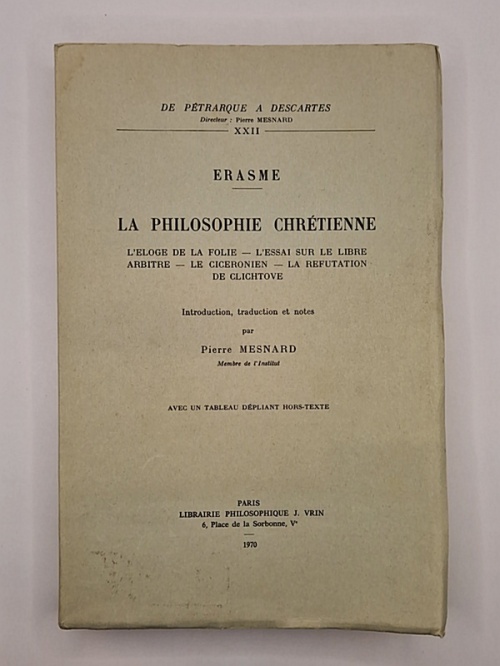 DE PÉTRARQUE A DESCARTES
Directeur : Pierre MESNARD
XXII
ERASME
LA PHILOSOPHIE CHRÉTIENNE
L'ELOGE DE LA FOLIE — L'ESSAI SUR LE LIBRE
ARBITRE — LE CICERONIEN — LA REFUTATION
DE CLICHTOVE
Introduction, traduction et notes
par
Pierre MESNARD
Membre de l'Institut
AVEC UN TABLEAU DÉPLIANT HORS-TEXTE
PARIS
LIBRAIRIE PHILOSOPHIQUE J. VRIN
6, Place de la Sorbonne, Vᵉ
1970